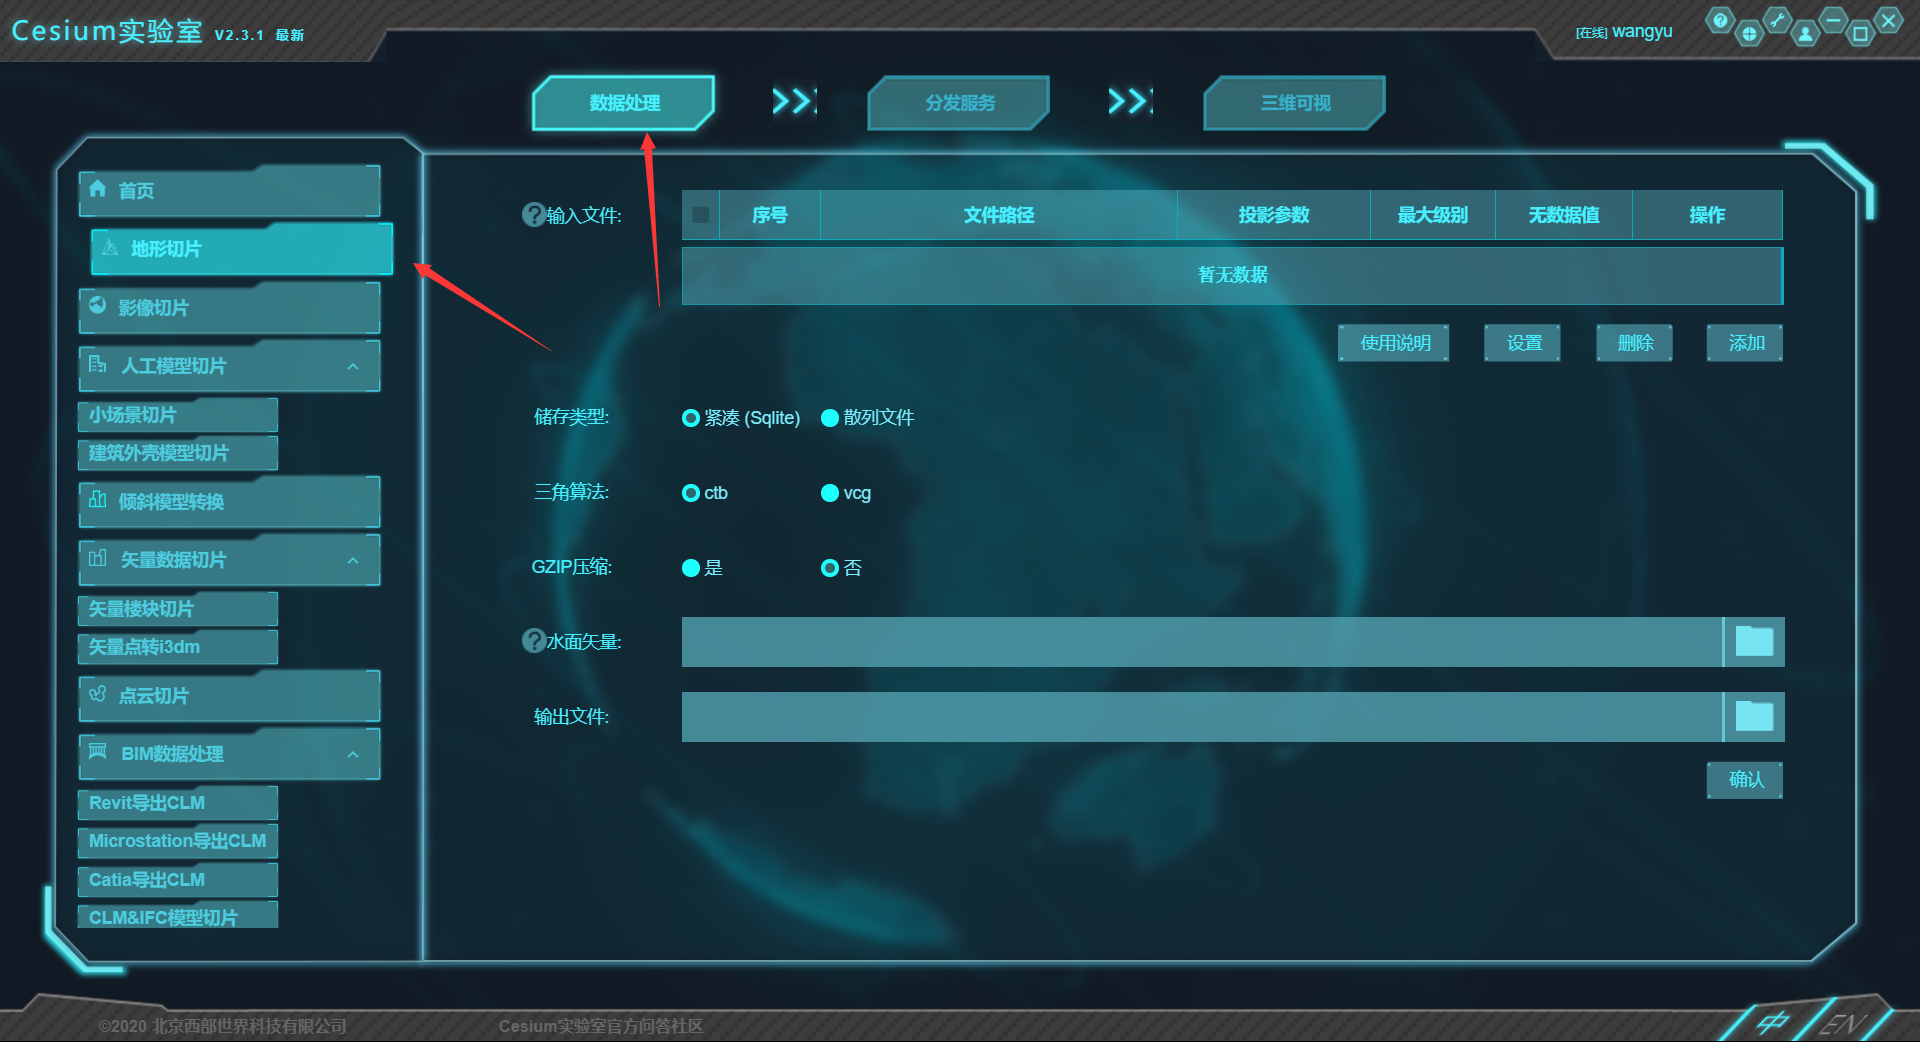 Cesium实验室 V2.3.1 最新
[在线] wangyu
数据处理
分发服务
三维可视
首页
地形切片
影像切片
人工模型切片
小场景切片
建筑外壳模型切片
倾斜模型转换
矢量数据切片
矢量楼块切片
矢量点转i3dm
点云切片
BIM数据处理
Revit导出CLM
Microstation导出CLM
Catia导出CLM
CLM&IFC模型切片
?输入文件:
序号 文件路径 投影参数 最大级别 无数据值 操作
暂无数据
使用说明 设置 删除 添加
储存类型: 紧凑 (Sqlite) 散列文件
三角算法: ctb vcg
GZIP压缩: 是 否
?水面矢量:
输出文件:
确认
©2020 北京西部世界科技有限公司
Cesium实验室官方问答社区
中 EN